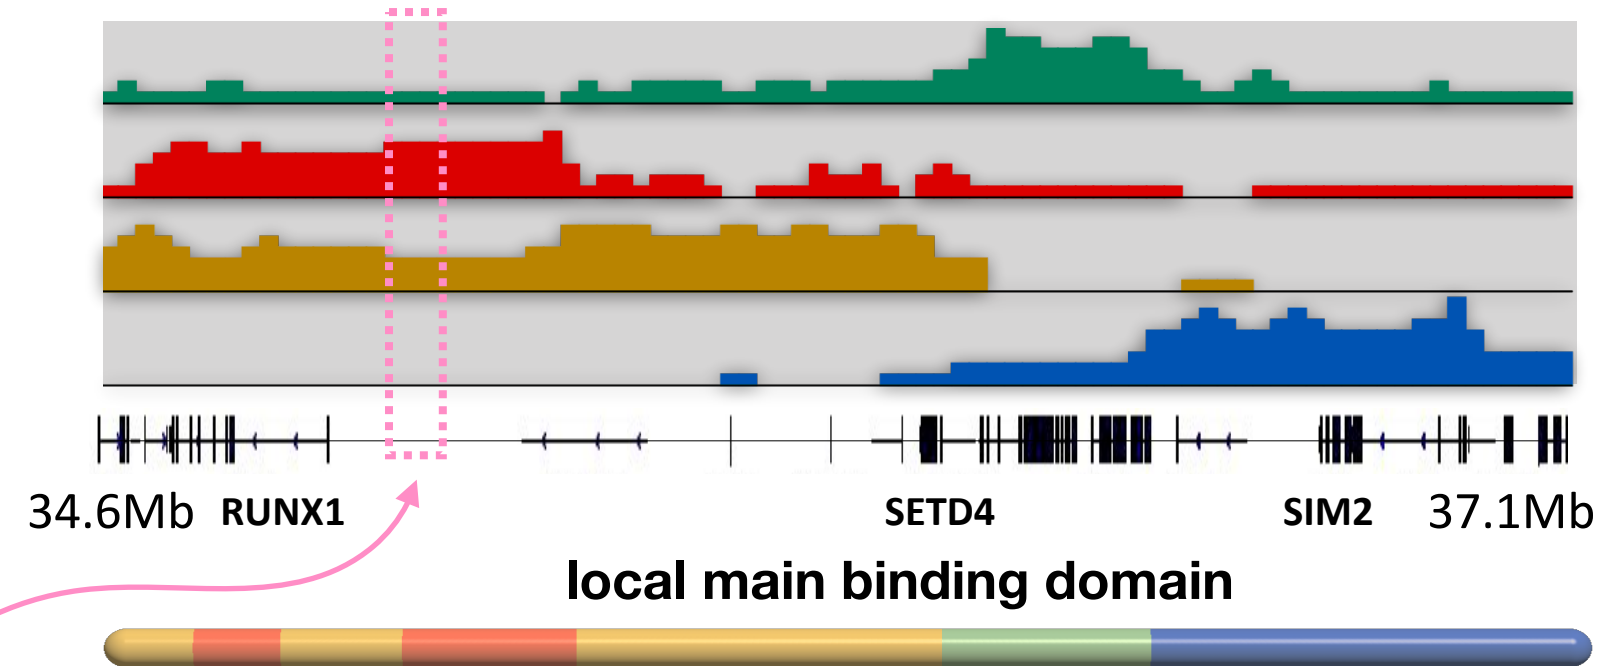 34.6Mb RUNX1 SETD4 SIM2 37.1Mb
local main binding domain